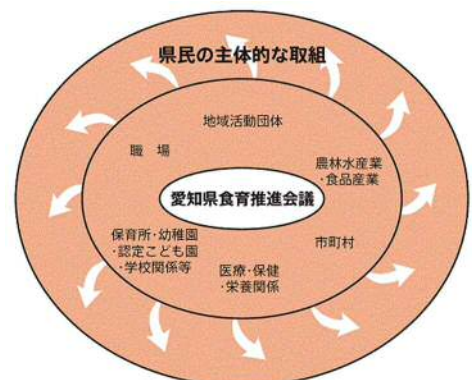 県民の主体的な取組
地域活動団体
職　場
農林水産業
・食品産業
愛知県食育推進会議
保育所・幼稚園
・認定こども園
・学校関係等
市町村
医療・保健
・栄養関係